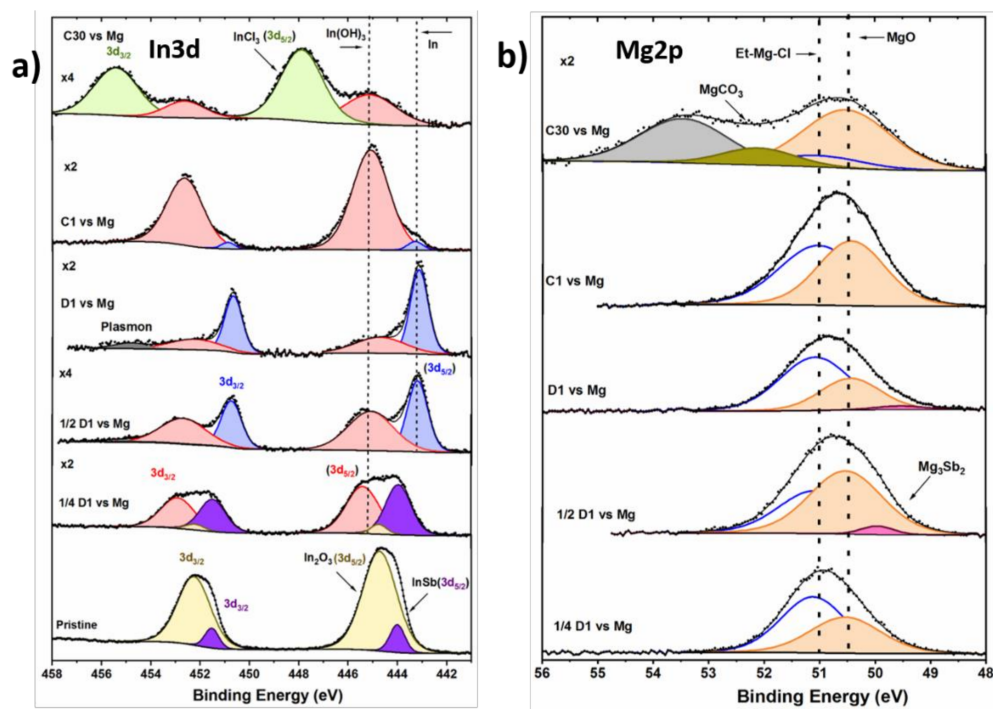 a)
In3d
C30 vs Mg
3d3/2
x4
InCl3 (3d5/2)
In(OH)3
In
x2
C1 vs Mg
x2
D1 vs Mg
Plasmon
x4
3d3/2
(3d5/2)
1/2 D1 vs Mg
x2
3d3/2
(3d5/2)
1/4 D1 vs Mg
3d3/2
In2O3 (3d5/2)
3d3/2
InSb(3d5/2)
Pristine
458 456 454 452 450 448 446 444 442
Binding Energy (eV)
b)
Mg2p
MgO
Et-Mg-Cl
x2
MgCO3
C30 vs Mg
C1 vs Mg
D1 vs Mg
Mg3Sb2
1/2 D1 vs Mg
1/4 D1 vs Mg
56 55 54 53 52 51 50 49 48
Binding Energy (eV)